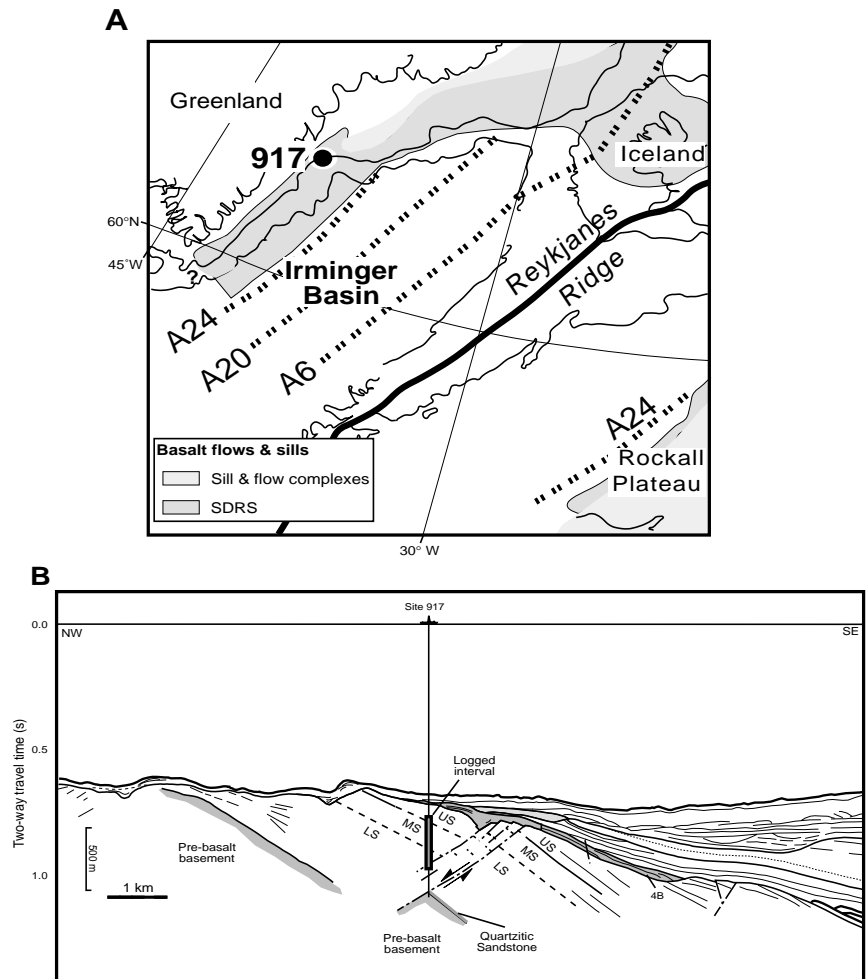 A
Greenland
917
Iceland
60°N
45°W
?
Irminger
Basin
Reykjanes
Ridge
A24
A20
A6
A24
Rockall
Plateau
Basalt flows & sills
Sill & flow complexes
SDRS
30° W
B
Site 917
0.0
NW
SE
Two-way travel time (s)
0.5
Logged
interval
LS
MS
US
US
MS
LS
Pre-basalt
basement
500 m
1.0
1 km
4B
Pre-basalt
basement
Quartzitic
Sandstone